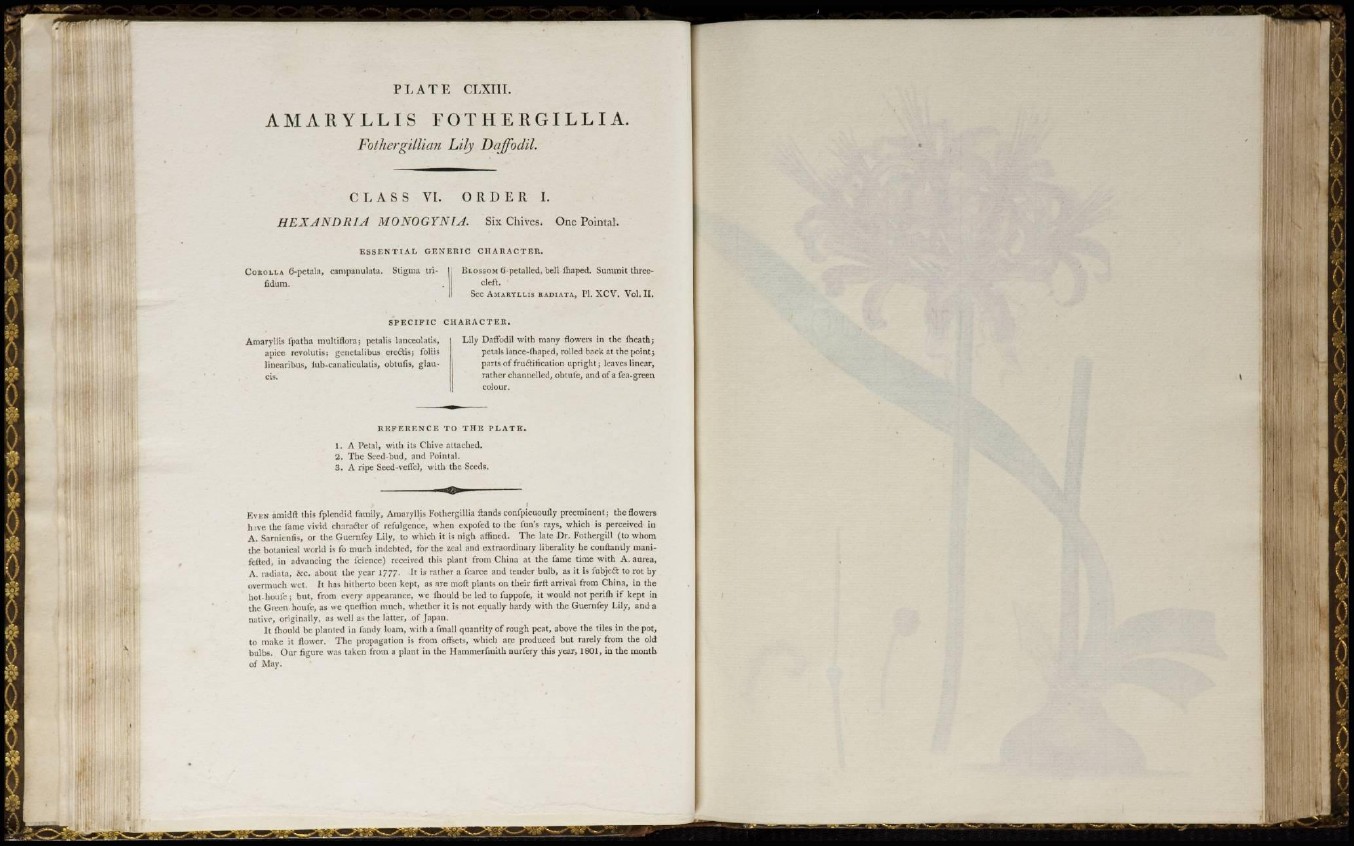 PLATE CLXIII.
AMARYLLIS FOTHERGILLIA.
Fothergillian Lily Daffodil.
CLASS VI. ORDER I.
HEXANDRIA MONOGYNIA. Six Chives. One Pointal.
ESSENTIAL GENERIC CHARACTER.
COROLLA 6-petala, campanulata. Stigma tri-
fidum.
BLOSSOM 6-petalled, bell ſhaped. Summit three-
cleft.
See AMARYLLIS RADIATA, Pl. XCV. Vol. II.
SPECIFIC CHARACTER.
Amaryllis ſpatha multiflora; petalis lanceolatis,
apice revolutis; genetalibus erectis; foliis
linearibus, ſub-canaliculatis, obtuſis, glau-
cis.
Lily Daffodil with many flowers in the ſheath;
petals lance-ſhaped, rolled back at the point;
parts of fructification upright; leaves linear,
rather channelled, obtuſe, and of a ſea-green
colour.
REFERENCE TO THE PLATE.
1. A Petal, with its Chive attached.
2. The Seed-bud, and Pointal.
3. A ripe Seed-veſſel, with the Seeds.
EVEN amidſt this ſplendid family, Amaryllis Fothergillia ſtands conſpicuouſly preeminent; the flowers
have the ſame vivid character of refulgence, when expoſed to the ſun's rays, which is perceived in
A. Sarnienſis, or the Guernſey Lily, to which it is nigh affined. The late Dr. Fothergill (to whom
the botanical world is ſo much indebted, for the zeal and extraordinary liberality he conſtantly mani-
feſted, in advancing the ſcience) received this plant from China at the ſame time with A. aurea,
A. radiata, &c. about the year 1777. It is rather a ſcarce and tender bulb, as it is ſubject to rot by
overmuch wet. It has hitherto been kept, as are moſt plants on their firſt arrival from China, in the
hot-houſe; but, from every appearance, we ſhould be led to ſuppoſe, it would not periſh if kept in
the Green-houſe, as we queſtion much, whether it is not equally hardy with the Guernſey Lily, and a
native, originally, as well as the latter, of Japan.
It ſhould be planted in ſandy loam, with a ſmall quantity of rough peat, above the tiles in the pot,
to make it flower. The propagation is from offsets, which are produced but rarely from the old
bulbs. Our figure was taken from a plant in the Hammerſmith nurſery this year, 1801, in the month
of May.